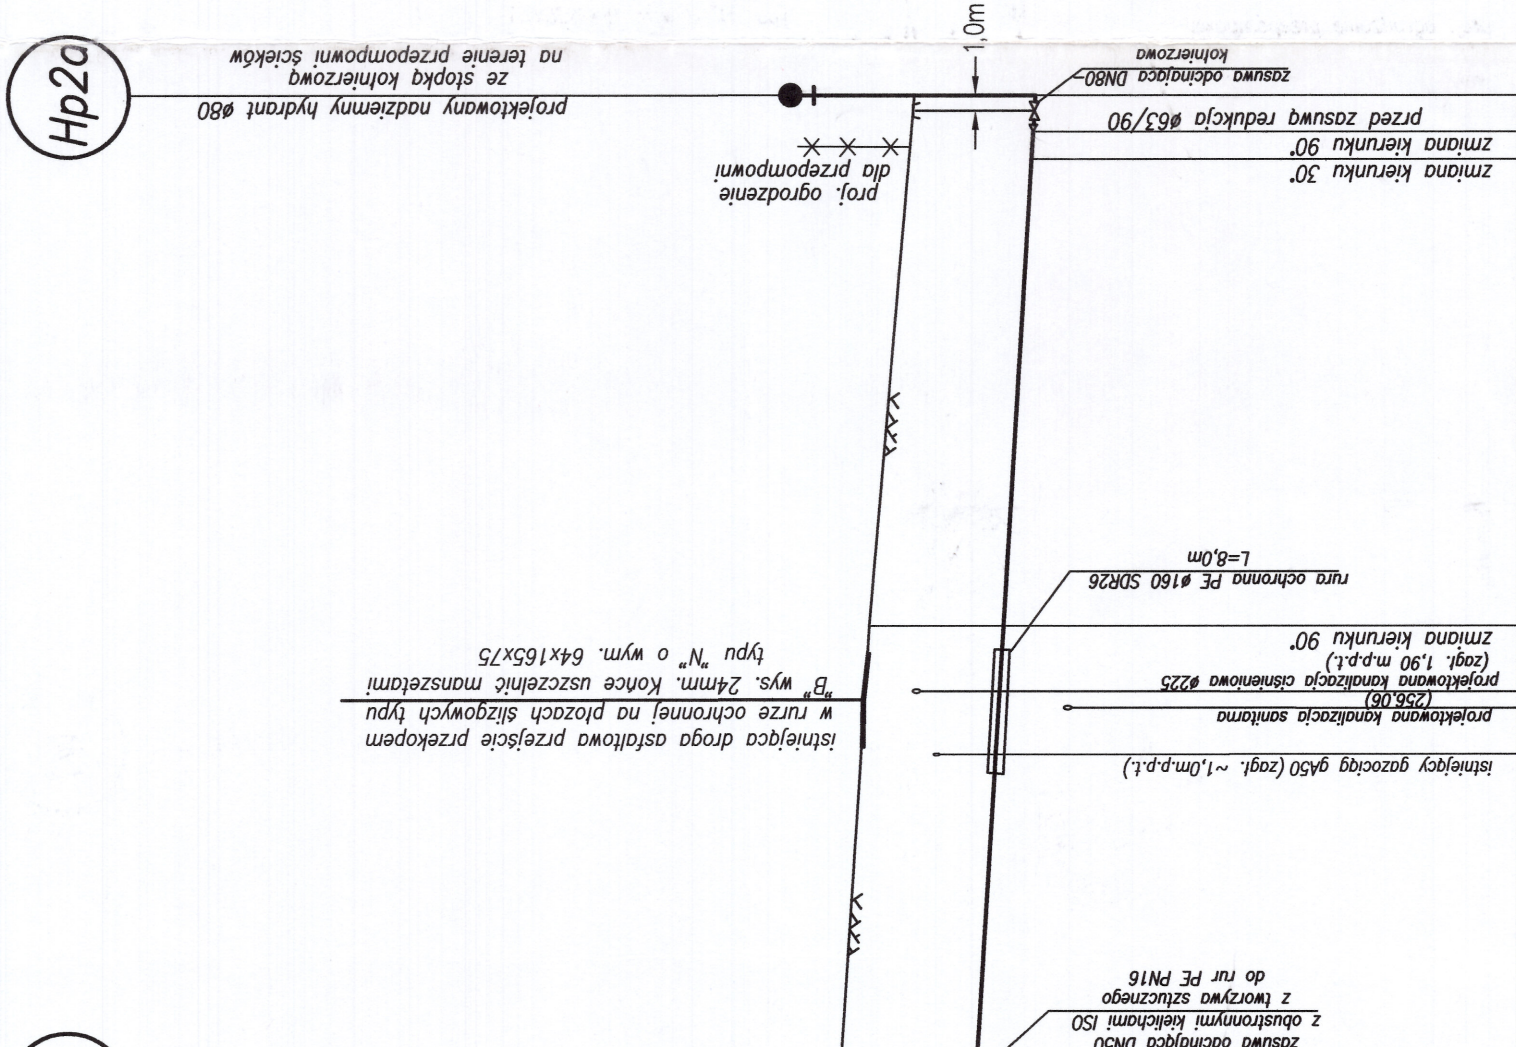 zasuwa odcinająca DN50
z obustronnymi kielichami ISO
z tworzywa sztucznego
do rur PE PN16
istniejący gazociąg gA50 (zagł. ~1,0m.p.p.t.)
projektowana kanalizacja sanitarna
(256.06)
projektowana kanalizacja ciśnieniowa ø225
(zagł. 1,90 m.p.p.t.)
zmiana kierunku 90°
istniejąca droga asfaltowa przejście przekopem
w rurze ochronnej na płozach ślizgowych typu
"B" wys. 24mm. Końce uszczelnić manszetami
typu "N" o wym. 64x165x75
rura ochronna PE ø160 SDR26
L=8,0m
zmiana kierunku 30°
zmiana kierunku 90°
przed zasuwą redukcja ø63/90
zasuwa odcinająca DN80
kołnierzowa
1,0m
proj. ogrodzenie
dla przepompowni
projektowany nadziemny hydrant ø80
ze stopką kołnierzową
na terenie przepompowni ścieków
Hp2a